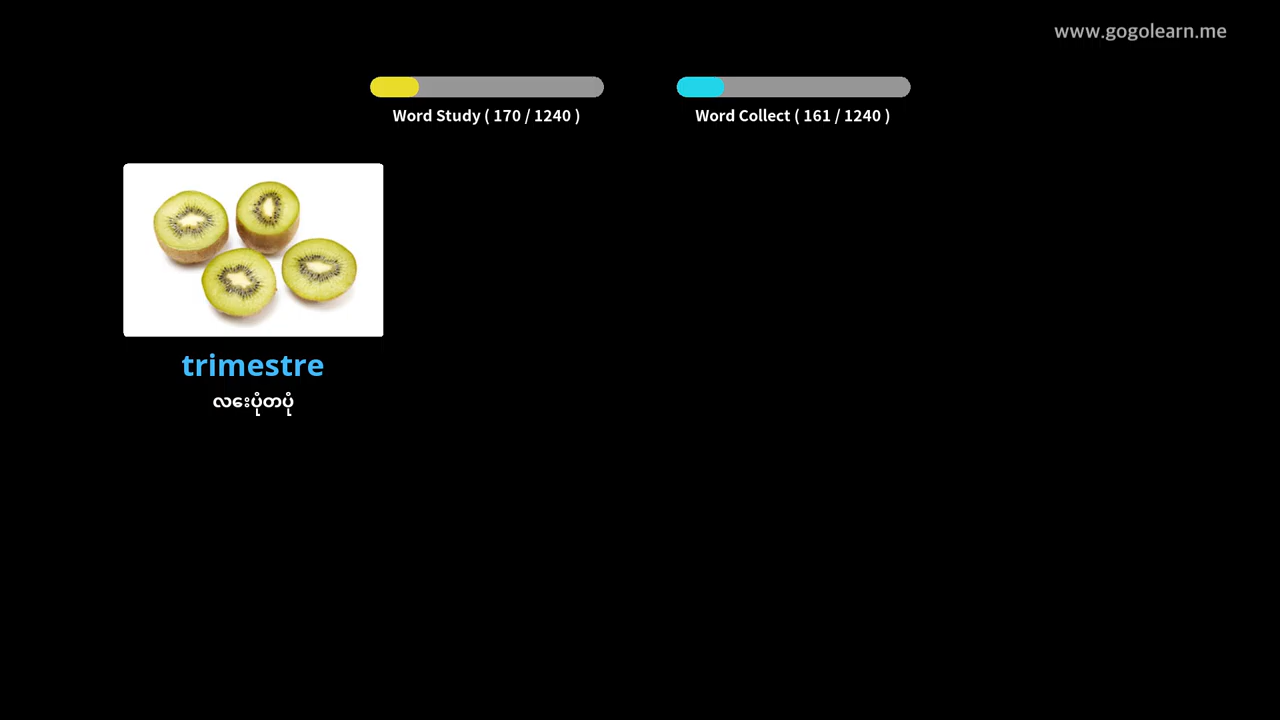 www.gogolearn.me
Word Study ( 170 / 1240 )
Word Collect ( 161 / 1240 )
trimestre
လးေပုံတပုံ